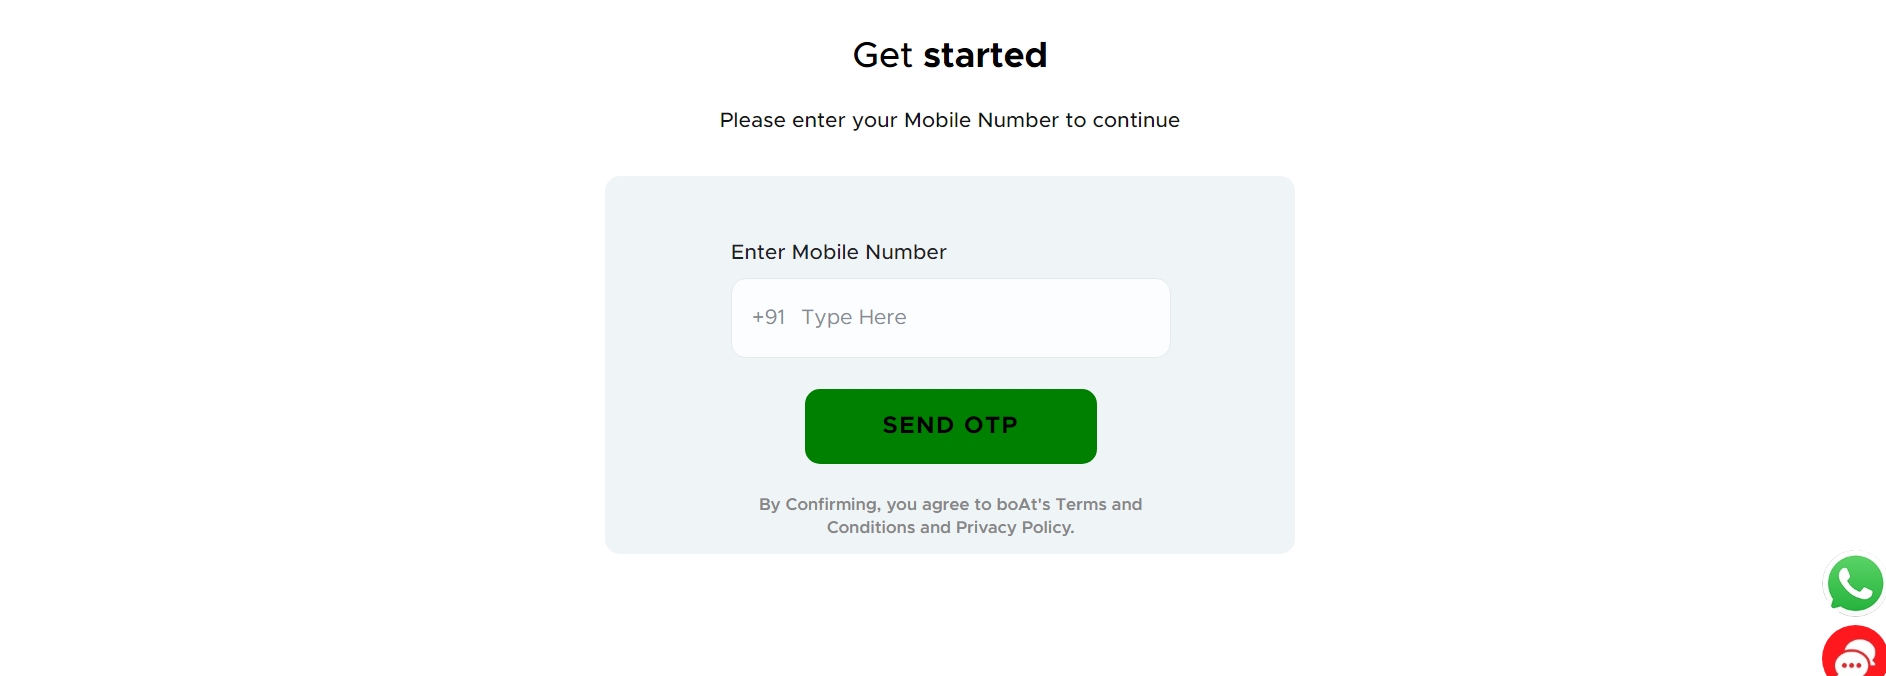 Get started
Please enter your Mobile Number to continue
Enter Mobile Number
+91 Type Here
SEND OTP
By Confirming, you agree to boAt's Terms and
Conditions and Privacy Policy.